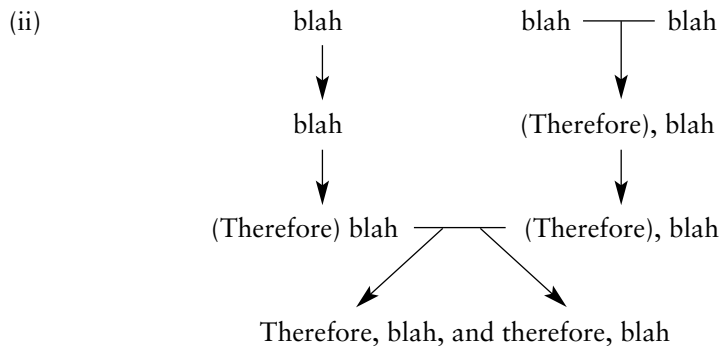 (ii) blah blah blah
blah (Therefore), blah
(Therefore) blah (Therefore), blah
Therefore, blah, and therefore, blah